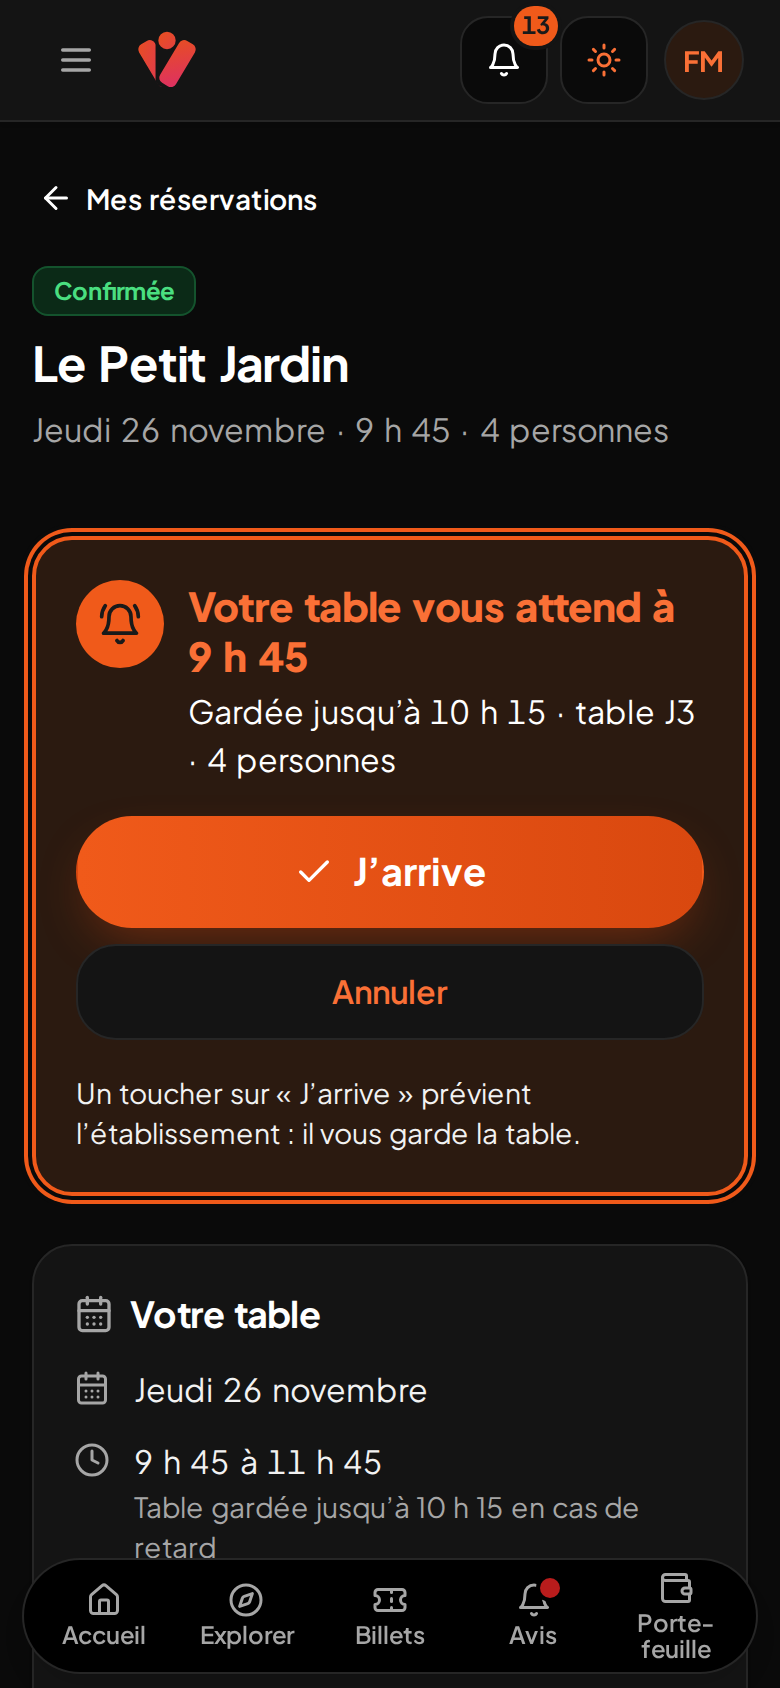 13
FM
Mes réservations
Confirmée
Le Petit Jardin
Jeudi 26 novembre · 9 h 45 · 4 personnes
Votre table vous attend à
9 h 45
Gardée jusqu’à 10 h 15 · table J3
· 4 personnes
J’arrive
Annuler
Un toucher sur « J’arrive » prévient
l’établissement : il vous garde la table.
Votre table
Jeudi 26 novembre
9 h 45 à 11 h 45
Table gardée jusqu’à 10 h 15 en cas de
retard
Accueil
Explorer
Billets
Avis
Porte-
feuille